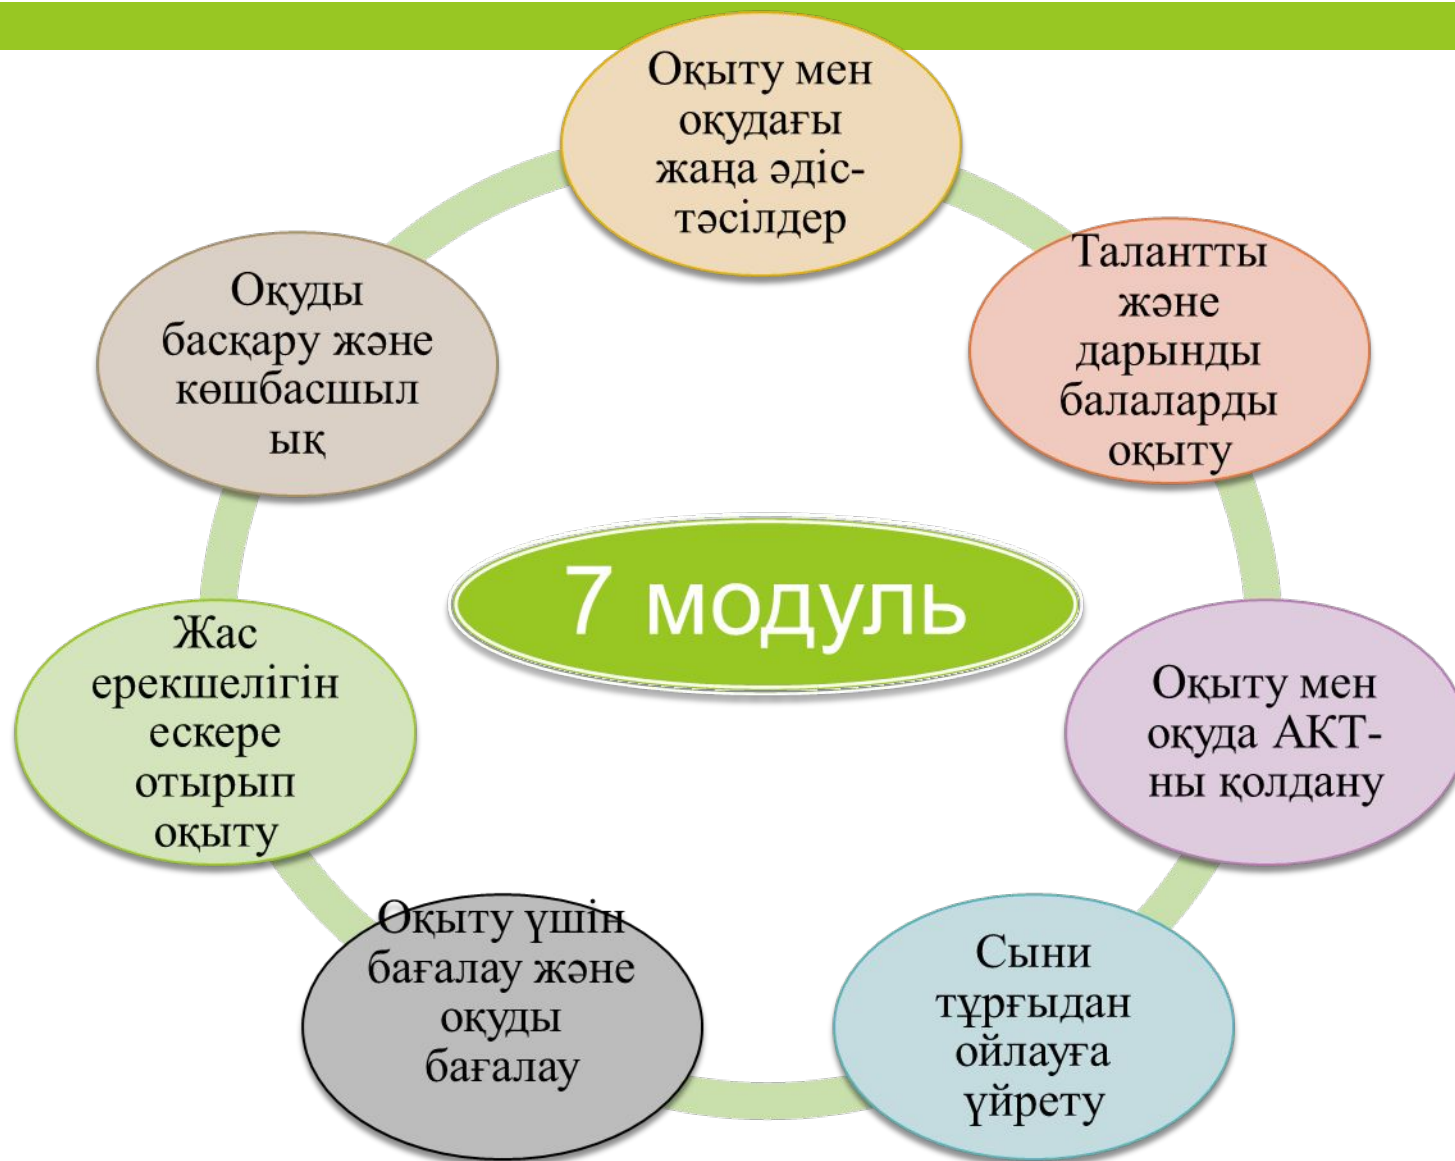 Оқыту мен
оқудағы
жаңа әдіс-
тәсілдер
Талантты
және
дарынды
балаларды
оқыту
Оқыту мен
оқуда АКТ-
ны қолдану
Сыни
тұрғыдан
ойлауға
үйрету
Оқыту үшін
бағалау және
оқуды
бағалау
Жас
ерекшелігін
ескере
отырып
оқыту
Оқуды
басқару және
көшбасшыл
ық
7 модуль